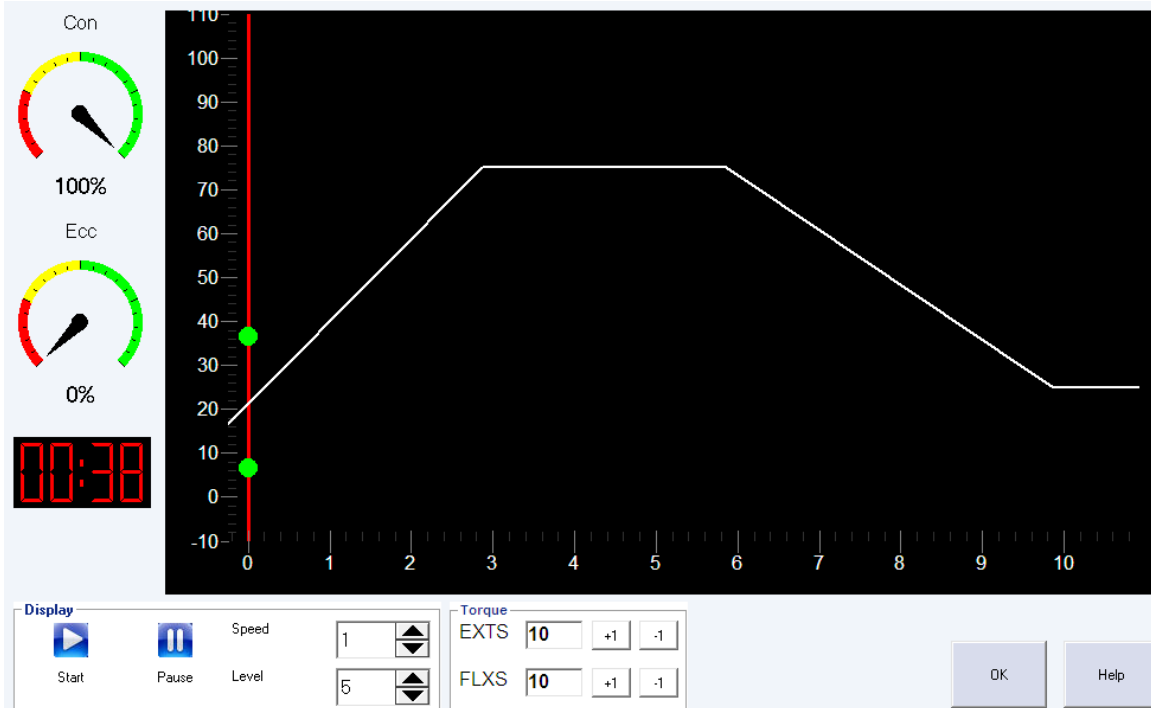 Con
100%
Ecc
0%
00:38
110
100
90
80
70
60
50
40
30
20
10
0
-10
0 1 2 3 4 5 6 7 8 9 10
Display
Start
Pause
Speed 1
Level 5
Torque
EXTS 10 +1 -1
FLXS 10 +1 -1
OK
Help